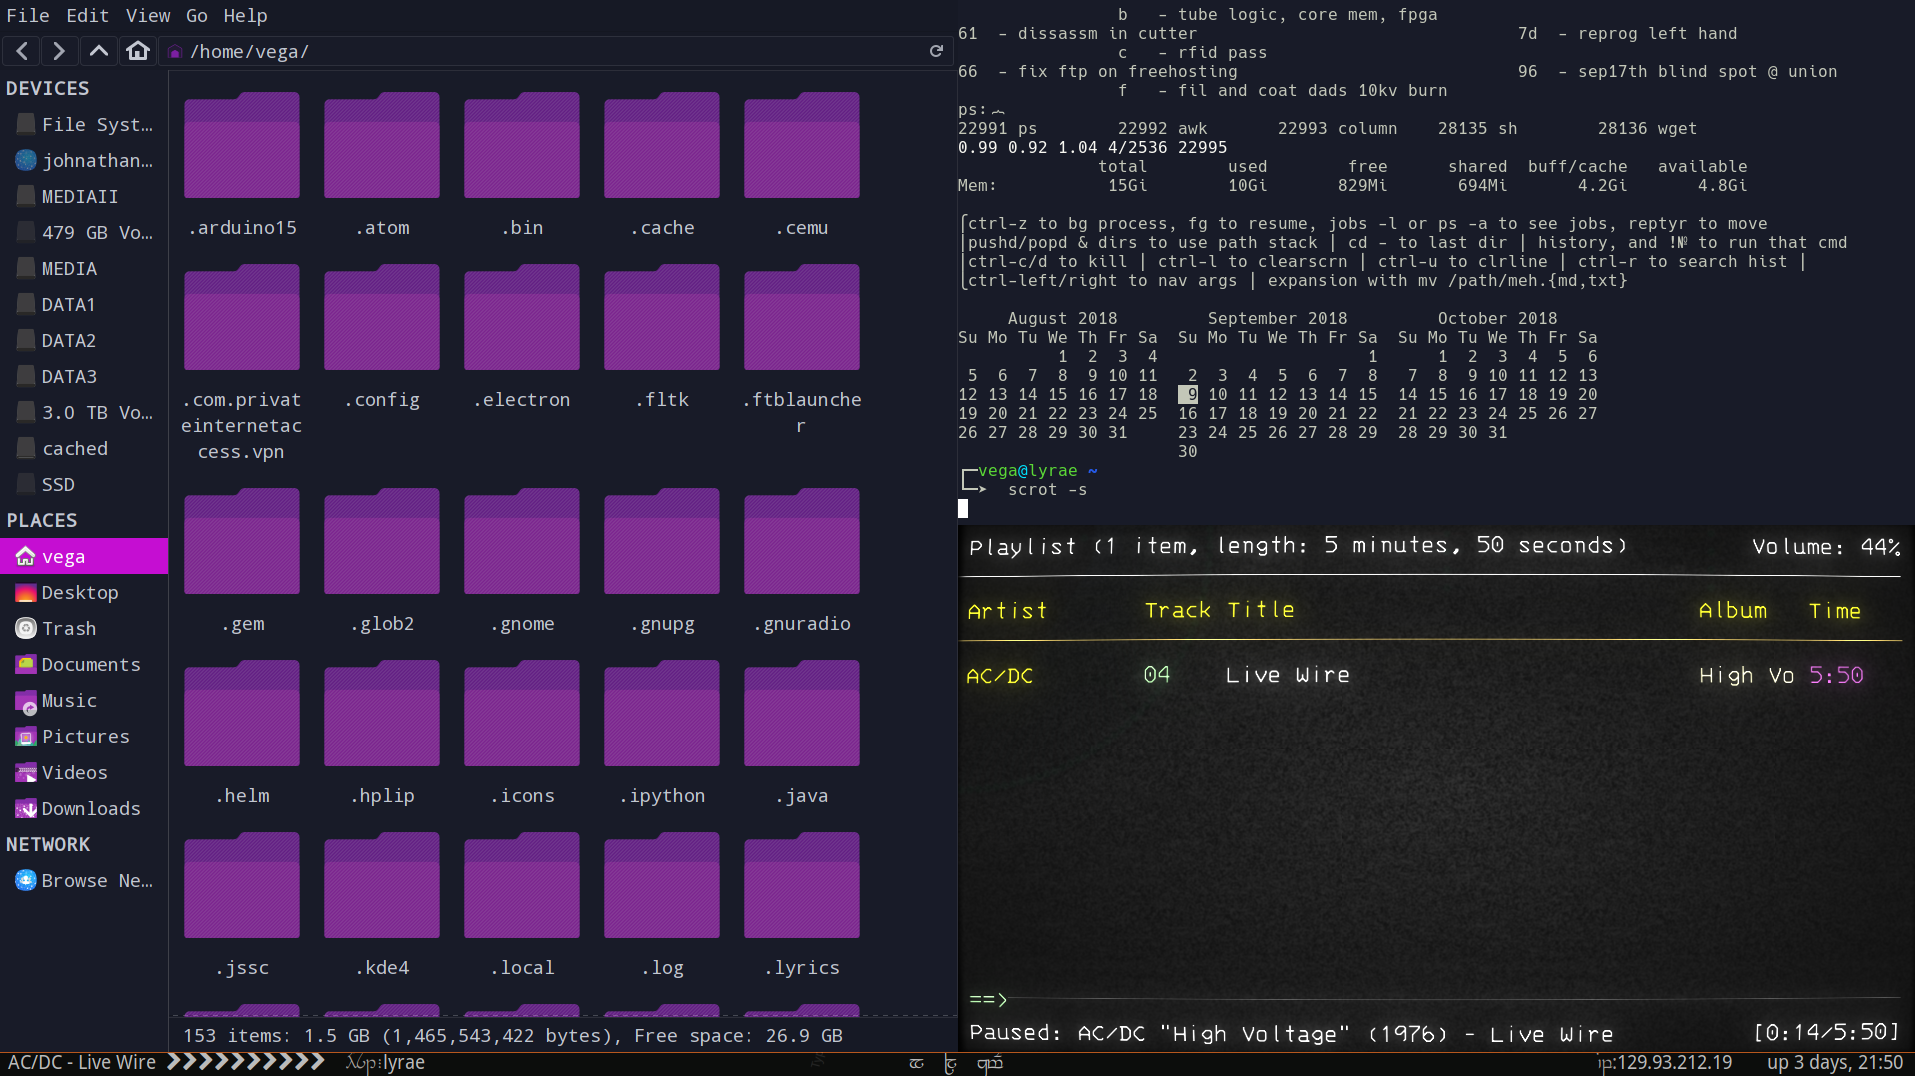 File Edit View Go Help
/home/vega/
DEVICES
File Syst…
johnathan…
MEDIAII
479 GB Vo…
MEDIA
DATA1
DATA2
DATA3
3.0 TB Vo…
cached
SSD
PLACES
vega
Desktop
Trash
Documents
Music
Pictures
Videos
Downloads
NETWORK
Browse Ne…
.arduino15 .atom .bin .cache .cemu
.com.privat
einternetac
cess.vpn
.config .electron .fltk
.ftblaunche
r
.gem .glob2 .gnome .gnupg .gnuradio
.helm .hplip .icons .ipython .java
.jssc .kde4 .local .log .lyrics
153 items: 1.5 GB (1,465,543,422 bytes), Free space: 26.9 GB
b - tube logic, core mem, fpga
61 - dissassm in cutter 7d - reprog left hand
c - rfid pass
66 - fix ftp on freehosting 96 - sep17th blind spot @ union
f - fil and coat dads 10kv burn
ps:
22991 ps 22992 awk 22993 column 28135 sh 28136 wget
0.99 0.92 1.04 4/2536 22995
total used free shared buff/cache available
Mem: 15Gi 10Gi 829Mi 694Mi 4.2Gi 4.8Gi
⎧ctrl-z to bg process, fg to resume, jobs -l or ps -a to see jobs, reptyr to move
|pushd/popd & dirs to use path stack | cd - to last dir | history, and !№ to run that cmd
|ctrl-c/d to kill | ctrl-l to clearscrn | ctrl-u to clrline | ctrl-r to search hist |
⎩ctrl-left/right to nav args | expansion with mv /path/meh.{md,txt}
August 2018 September 2018 October 2018
Su Mo Tu We Th Fr Sa Su Mo Tu We Th Fr Sa Su Mo Tu We Th Fr Sa
1 2 3 4 1 1 2 3 4 5 6
5 6 7 8 9 10 11 2 3 4 5 6 7 8 7 8 9 10 11 12 13
12 13 14 15 16 17 18 9 10 11 12 13 14 15 14 15 16 17 18 19 20
19 20 21 22 23 24 25 16 17 18 19 20 21 22 21 22 23 24 25 26 27
26 27 28 29 30 31 23 24 25 26 27 28 29 28 29 30 31
30
vega@lyrae ~
scrot -s
Playlist (1 item, length: 5 minutes, 50 seconds) Volume: 44%
Artist Track Title Album Time
AC/DC 04 Live Wire High Vo 5:50
==>
Paused: AC/DC "High Voltage" (1976) - Live Wire [0:14/5:50]
AC/DC - Live Wire lyrae :129.93.212.19 up 3 days, 21:50